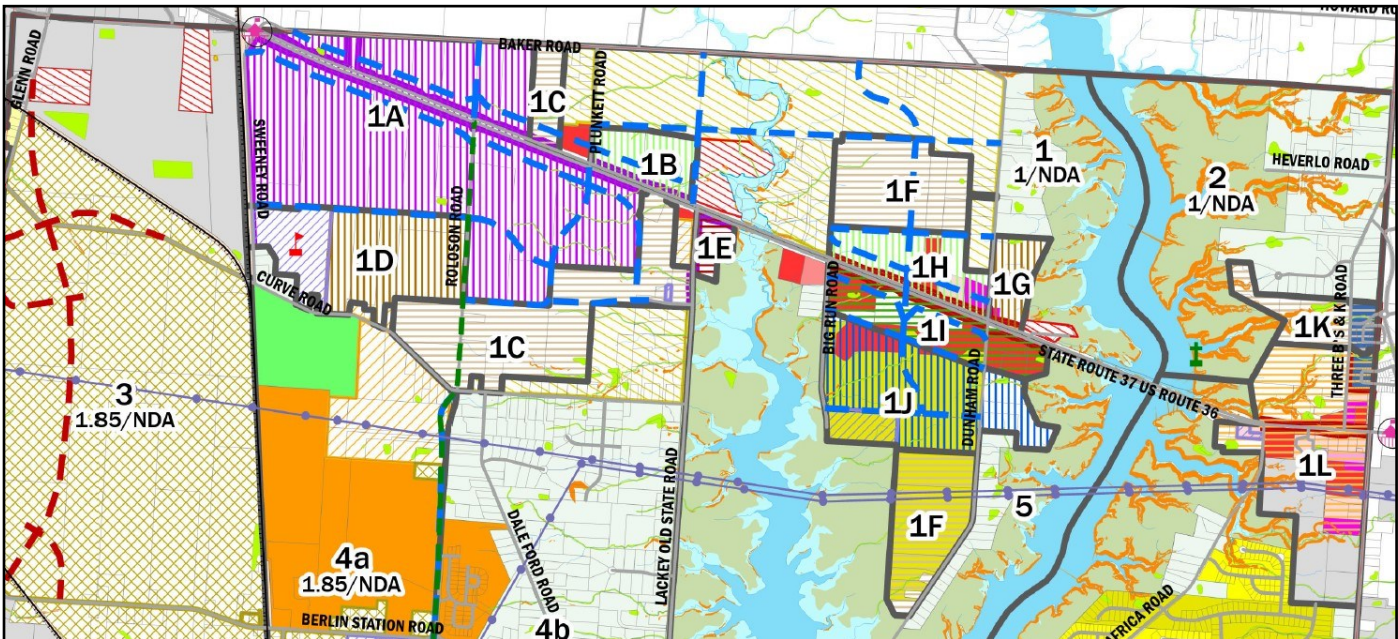 HOWARD RO
GLENN ROAD
BAKER ROAD
PLUNKETT ROAD
1C
1A
SWEENEY ROAD
1B
1
1/NDA
2
1/NDA
HEVERLO ROAD
1F
ROLOSON ROAD
1E
1D
1H
1G
CURVE ROAD
BIG RUN ROAD
1I
1K
THREE B'S & K ROAD
1C
STATE ROUTE 37 US ROUTE 36
DUNHAM ROAD
3
1.85/NDA
1J
1L
LACKEY OLD STATE ROAD
5
DALE FORD ROAD
1F
4a
1.85/NDA
BERLIN STATION ROAD
4b
AFRICA ROAD